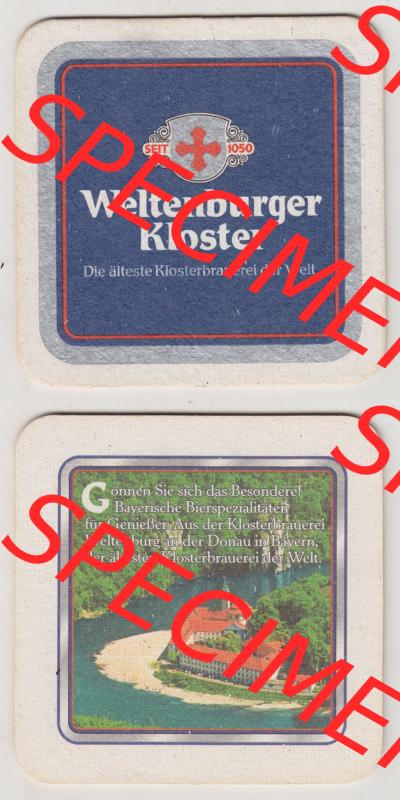 SEIT 1050
Weltenburger
Kloster
Die älteste Klosterbrauerei der Welt.
SPECIMEN
Gönnen Sie sich das Besondere!
Bayerische Bierspezialitäten
für Genießer. Aus der Klosterbrauerei
Weltenburg an der Donau in Bayern,
der ältesten Klosterbrauerei der Welt.
SPECIMEN